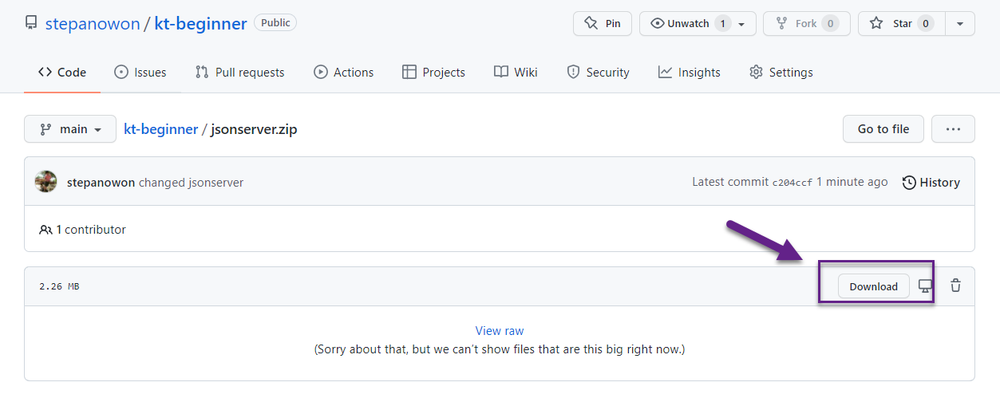 stepanowon / kt-beginner Public Pin Unwatch 1 Fork 0 Star 0
Code Issues Pull requests Actions Projects Wiki Security Insights Settings
main kt-beginner / jsonserver.zip Go to file ...
stepanowon changed jsonserver Latest commit c204ccf 1 minute ago History
1 contributor
2.26 MB Download
View raw
(Sorry about that, but we can't show files that are this big right now.)